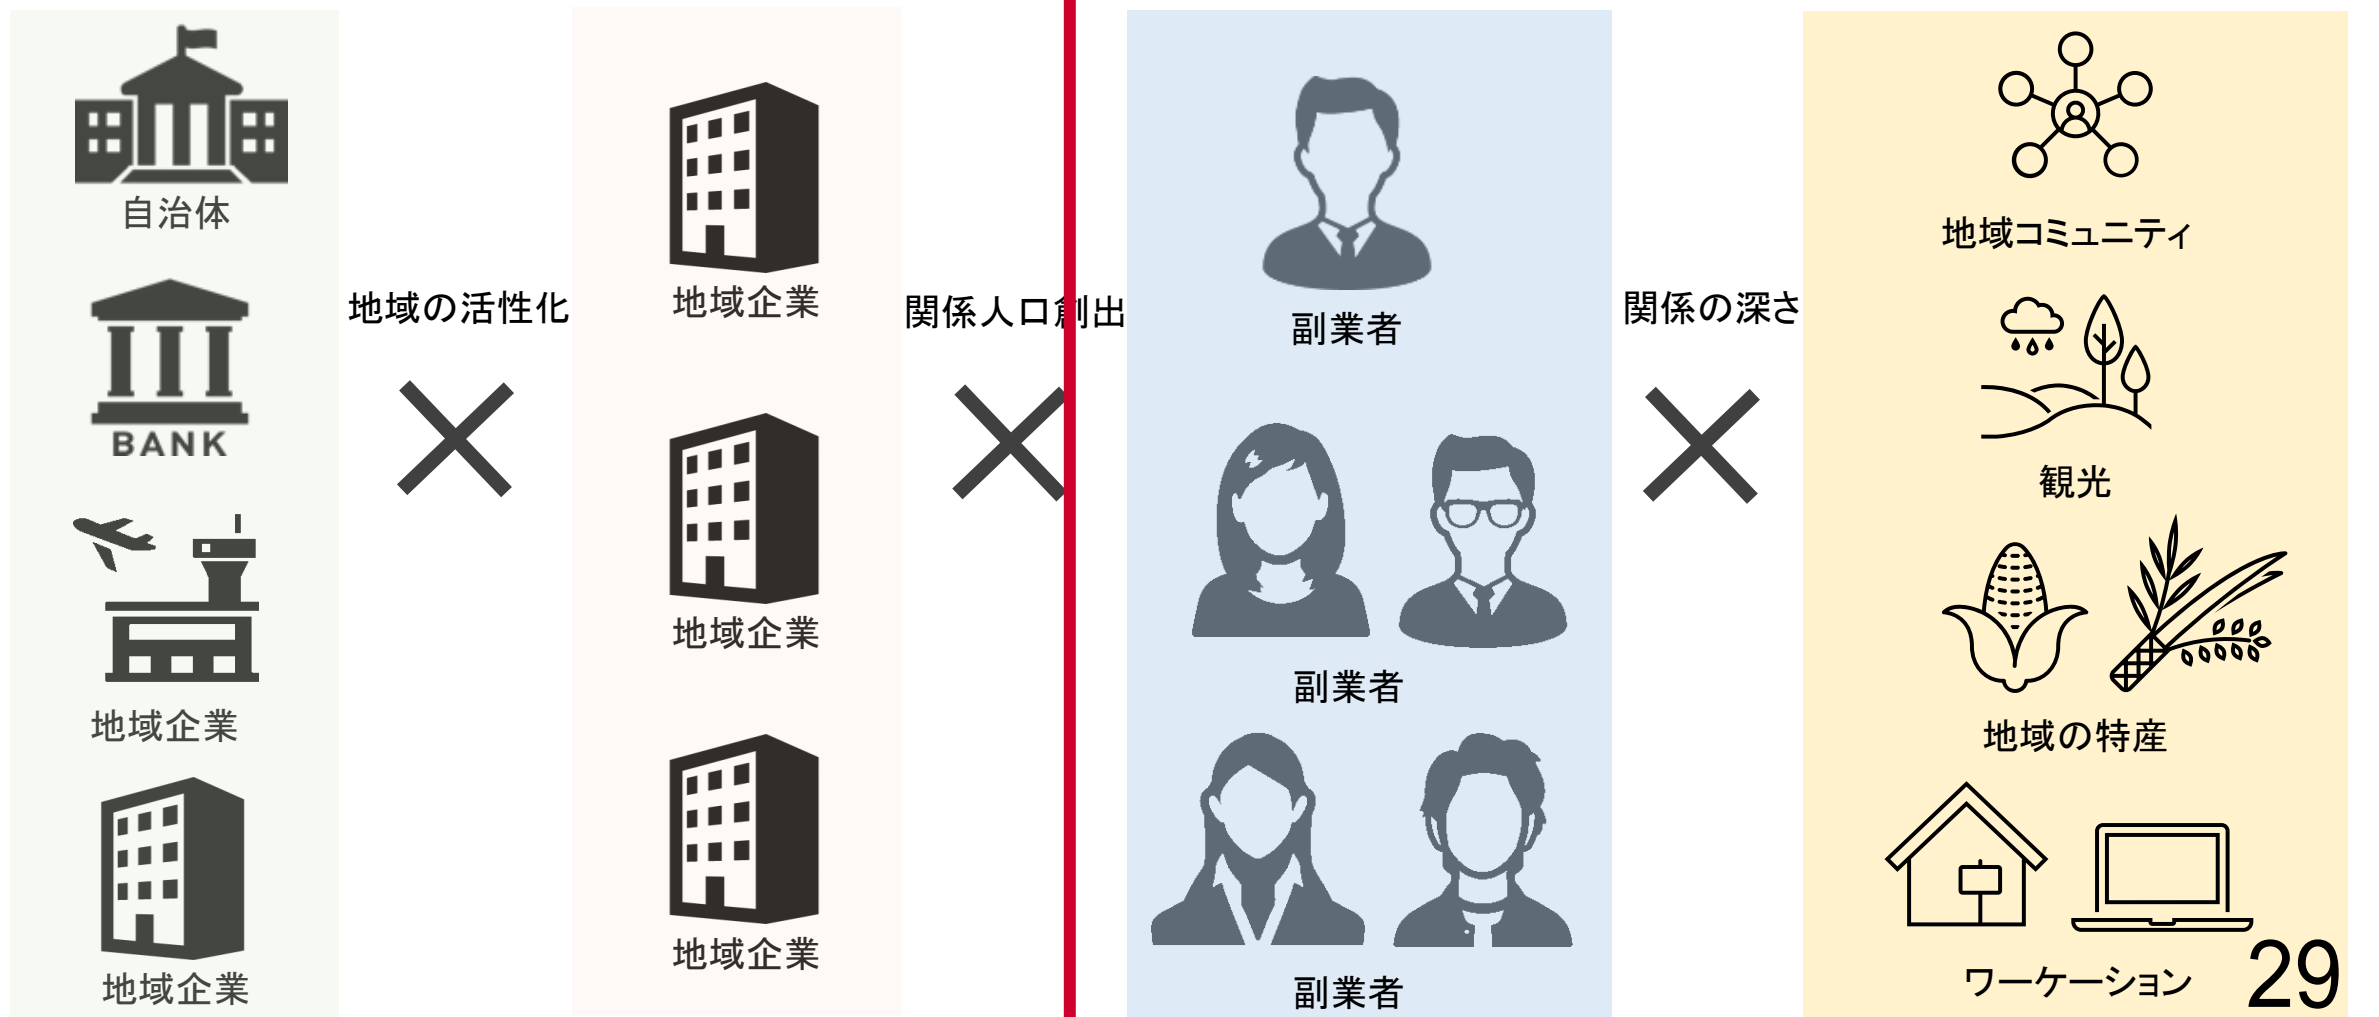 自治体
BANK
地域企業
地域企業
地域の活性化
地域企業
地域企業
地域企業
関係人口創出
副業者
副業者
副業者
関係の深さ
地域コミュニティ
観光
地域の特産
ワーケーション
29